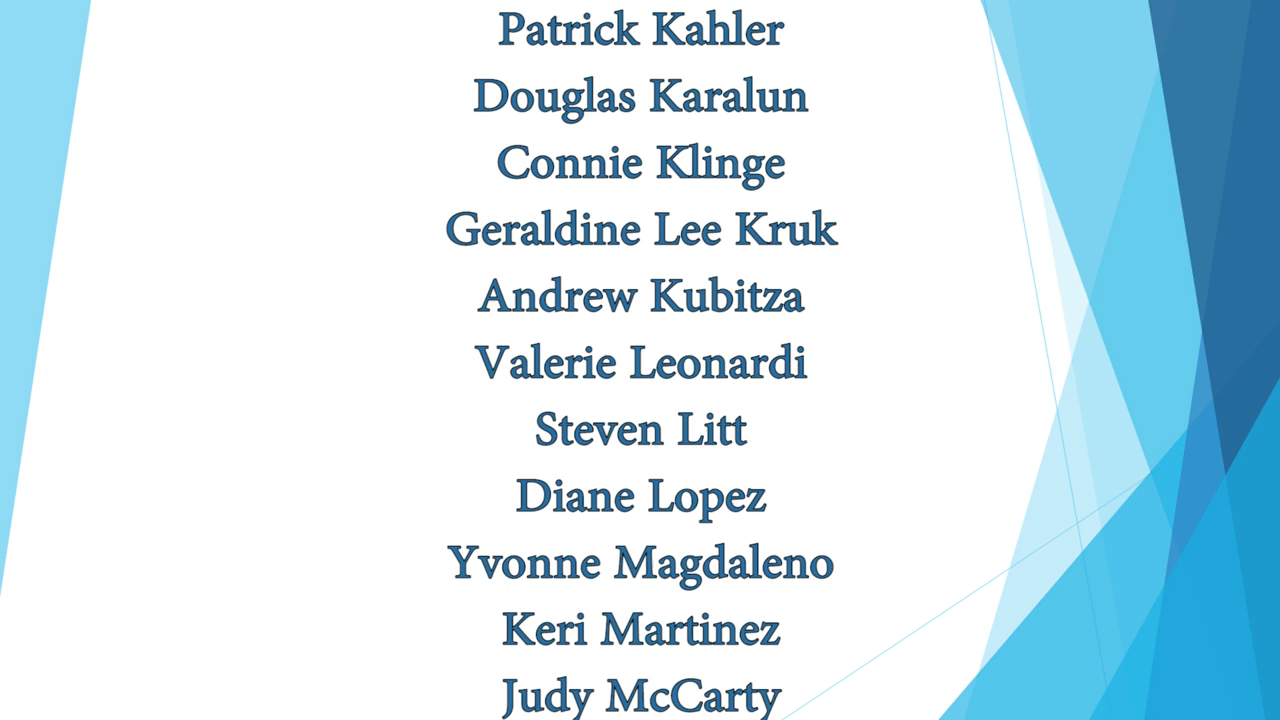 Patrick Kahler
Douglas Karalun
Connie Klinge
Geraldine Lee Kruk
Andrew Kubitza
Valerie Leonardi
Steven Litt
Diane Lopez
Yvonne Magdaleno
Keri Martinez
Judy McCarty